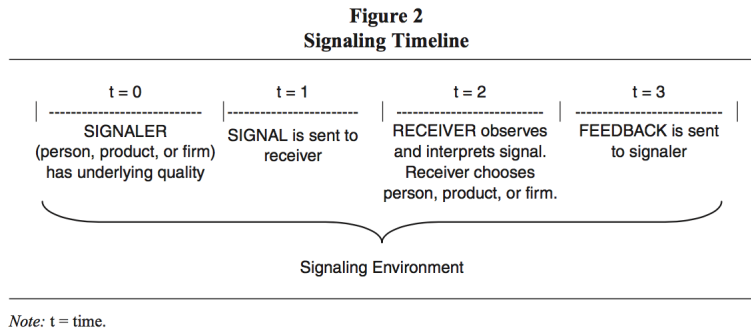 Figure 2
Signaling Timeline
t = 0 t = 1 t = 2 t = 3
SIGNALER
(person, product, or firm)
has underlying quality
SIGNAL is sent to
receiver
RECEIVER observes
and interprets signal.
Receiver chooses
person, product, or firm.
FEEDBACK is sent
to signaler
Signaling Environment
Note: t = time.